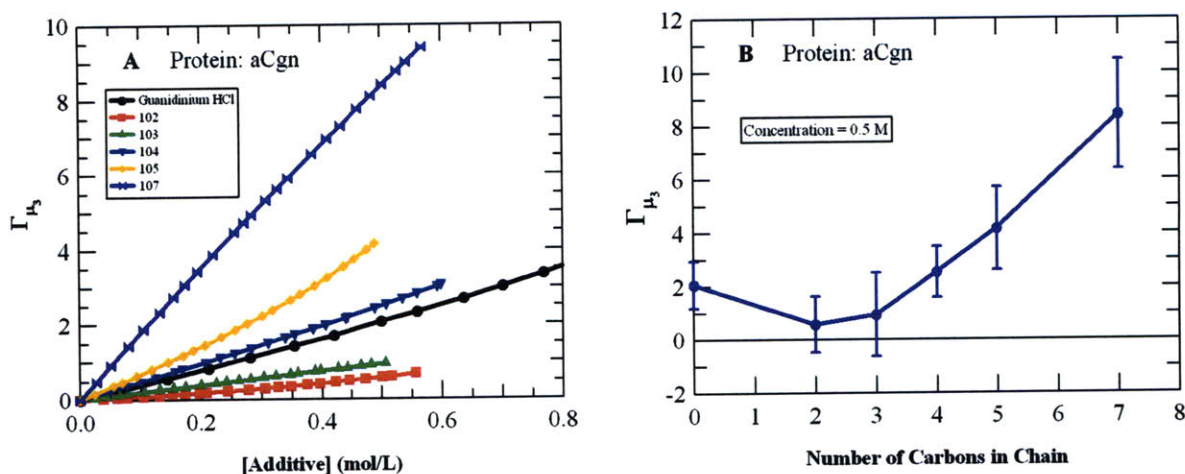 A Protein: aCgn
Guanidinium HCl
102
103
104
105
107
10
8
6
4
2
0
Γμ3
0.0 0.2 0.4 0.6 0.8
[Additive] (mol/L)
B Protein: aCgn
Concentration = 0.5 M
12
10
8
6
4
2
0
-2
Γμ3
0 1 2 3 4 5 6 7 8
Number of Carbons in Chain